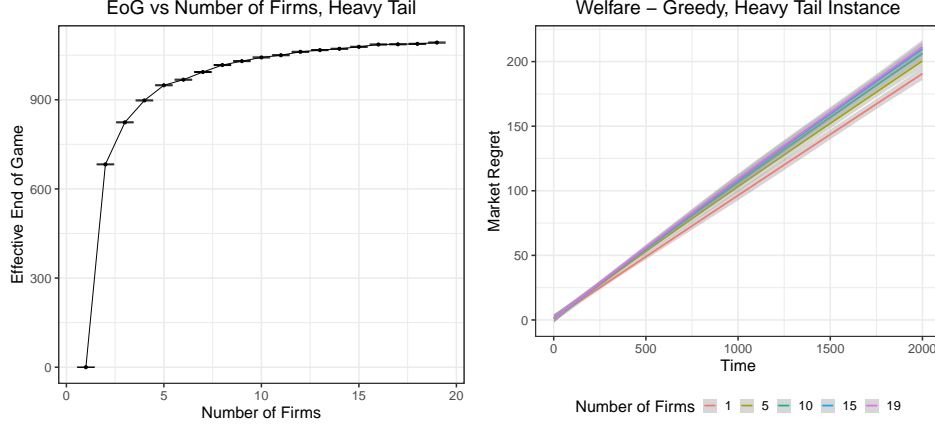 EoG vs Number of Firms, Heavy Tail
Effective End of Game
900
600
300
0
0 5 10 15 20
Number of Firms
Welfare − Greedy, Heavy Tail Instance
Market Regret
200
150
100
50
0
0 500 1000 1500 2000
Time
Number of Firms 1 5 10 15 19